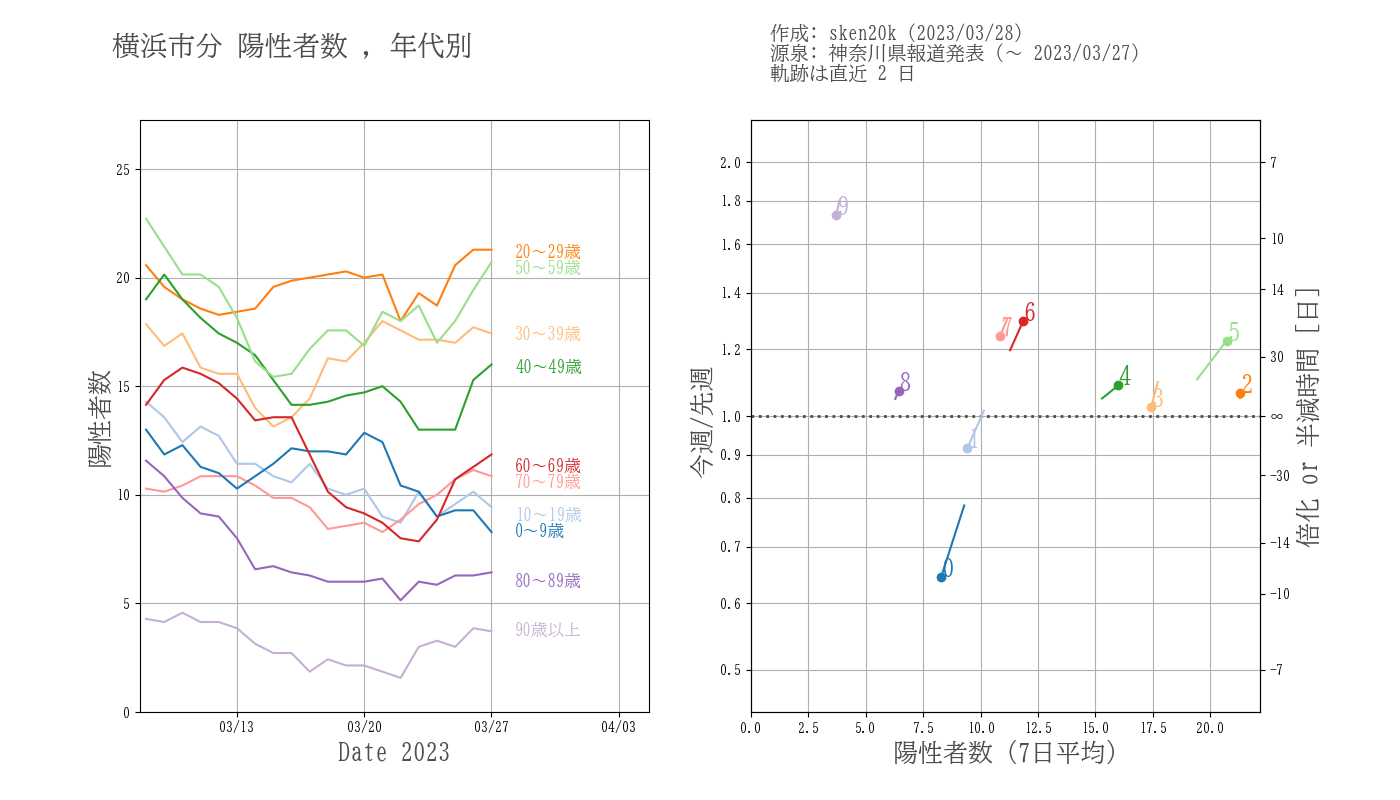 横浜市分 陽性者数 , 年代別
作成: sken20k (2023/03/28)
源泉: 神奈川県報道発表 (～ 2023/03/27)
軌跡は直近 2 日
陽性者数
25
20
15
10
5
0
20～29歳
50～59歳
30～39歳
40～49歳
60～69歳
70～79歳
10～19歳
0～9歳
80～89歳
90歳以上
03/13
03/20
03/27
04/03
Date 2023
今週/先週
2.0
1.8
1.6
1.4
1.2
1.0
0.9
0.8
0.7
0.6
0.5
9
6
7
5
4
8
2
3
1
0
7
10
14
30
∞
−30
−14
−10
−7
倍化 or 半減時間 [日]
0.0
2.5
5.0
7.5
10.0
12.5
15.0
17.5
20.0
陽性者数 (7日平均)